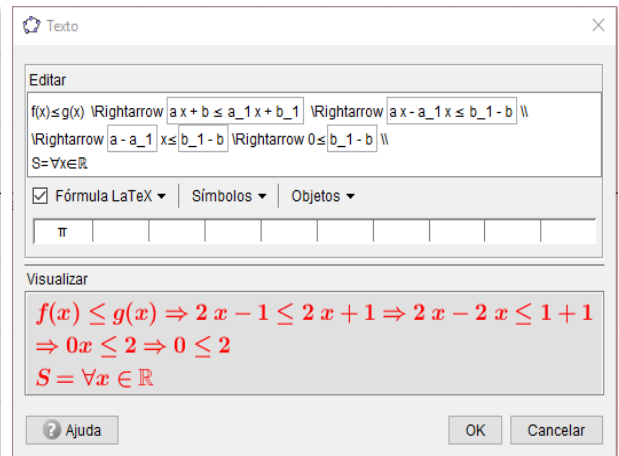 Texto
Editar
f(x)≤g(x) \Rightarrow a x + b ≤ a_1 x + b_1 \Rightarrow a x - a_1 x ≤ b_1 - b \\
\Rightarrow a - a_1 x≤ b_1 - b \Rightarrow 0≤ b_1 - b \\
S=∀x∈ℝ
Fórmula LaTeX Símbolos Objetos
π
Visualizar
f(x) ≤ g(x) ⇒ 2 x − 1 ≤ 2 x + 1 ⇒ 2 x − 2 x ≤ 1 + 1
⇒ 0x ≤ 2 ⇒ 0 ≤ 2
S = ∀x ∈ ℝ
Ajuda OK Cancelar